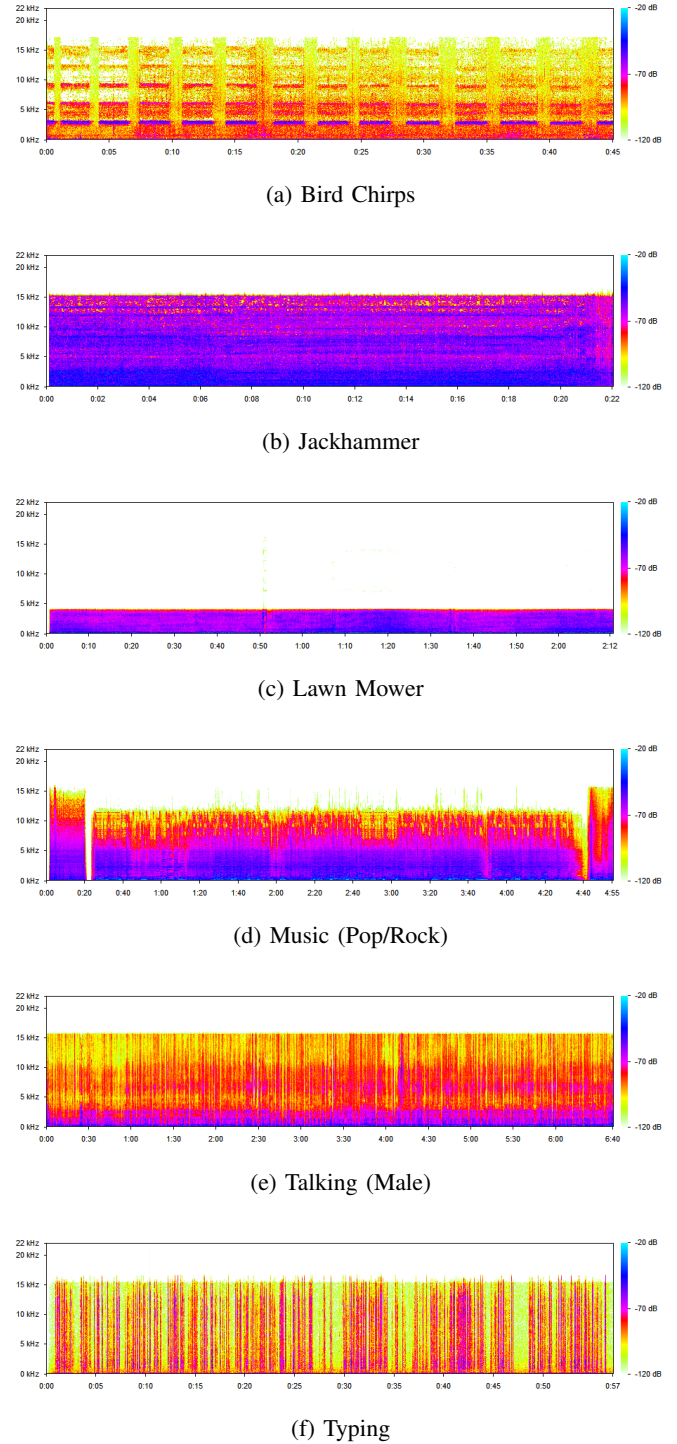 22 kHz
20 kHz
15 kHz
10 kHz
5 kHz
0 kHz
-20 dB
-70 dB
-120 dB
0:00 0:05 0:10 0:15 0:20 0:25 0:30 0:35 0:40 0:45
(a) Bird Chirps
22 kHz
20 kHz
15 kHz
10 kHz
5 kHz
0 kHz
-20 dB
-70 dB
-120 dB
0:00 0:02 0:04 0:06 0:08 0:10 0:12 0:14 0:16 0:18 0:20 0:22
(b) Jackhammer
22 kHz
20 kHz
15 kHz
10 kHz
5 kHz
0 kHz
-20 dB
-70 dB
-120 dB
0:00 0:10 0:20 0:30 0:40 0:50 1:00 1:10 1:20 1:30 1:40 1:50 2:00 2:12
(c) Lawn Mower
22 kHz
20 kHz
15 kHz
10 kHz
5 kHz
0 kHz
-20 dB
-70 dB
-120 dB
0:00 0:20 0:40 1:00 1:20 1:40 2:00 2:20 2:40 3:00 3:20 3:40 4:00 4:20 4:40 4:55
(d) Music (Pop/Rock)
22 kHz
20 kHz
15 kHz
10 kHz
5 kHz
0 kHz
-20 dB
-70 dB
-120 dB
0:00 0:30 1:00 1:30 2:00 2:30 3:00 3:30 4:00 4:30 5:00 5:30 6:00 6:40
(e) Talking (Male)
22 kHz
20 kHz
15 kHz
10 kHz
5 kHz
0 kHz
-20 dB
-70 dB
-120 dB
0:00 0:05 0:10 0:15 0:20 0:25 0:30 0:35 0:40 0:45 0:50 0:57
(f) Typing